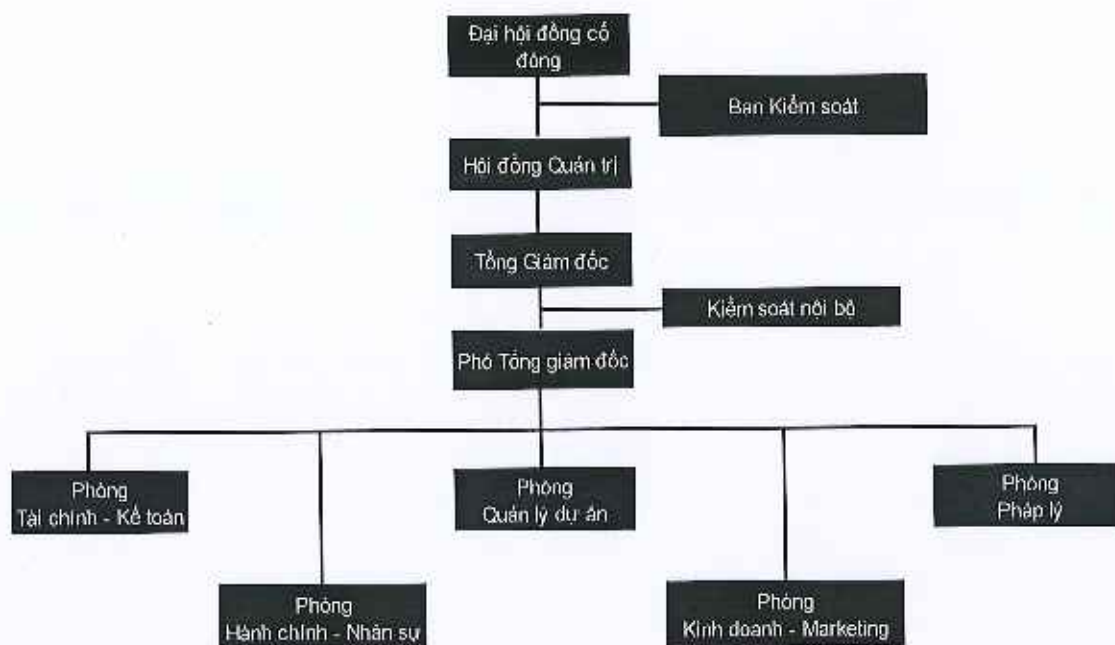 Đại hội đồng cổ
đông
Ban Kiểm soát
Hội đồng Quản trị
Tổng Giám đốc
Kiểm soát nội bộ
Phó Tổng giám đốc
Phòng
Tài chính - Kế toán
Phòng
Quản lý dự án
Phòng
Pháp lý
Phòng
Hành chính - Nhân sự
Phòng
Kinh doanh - Marketing